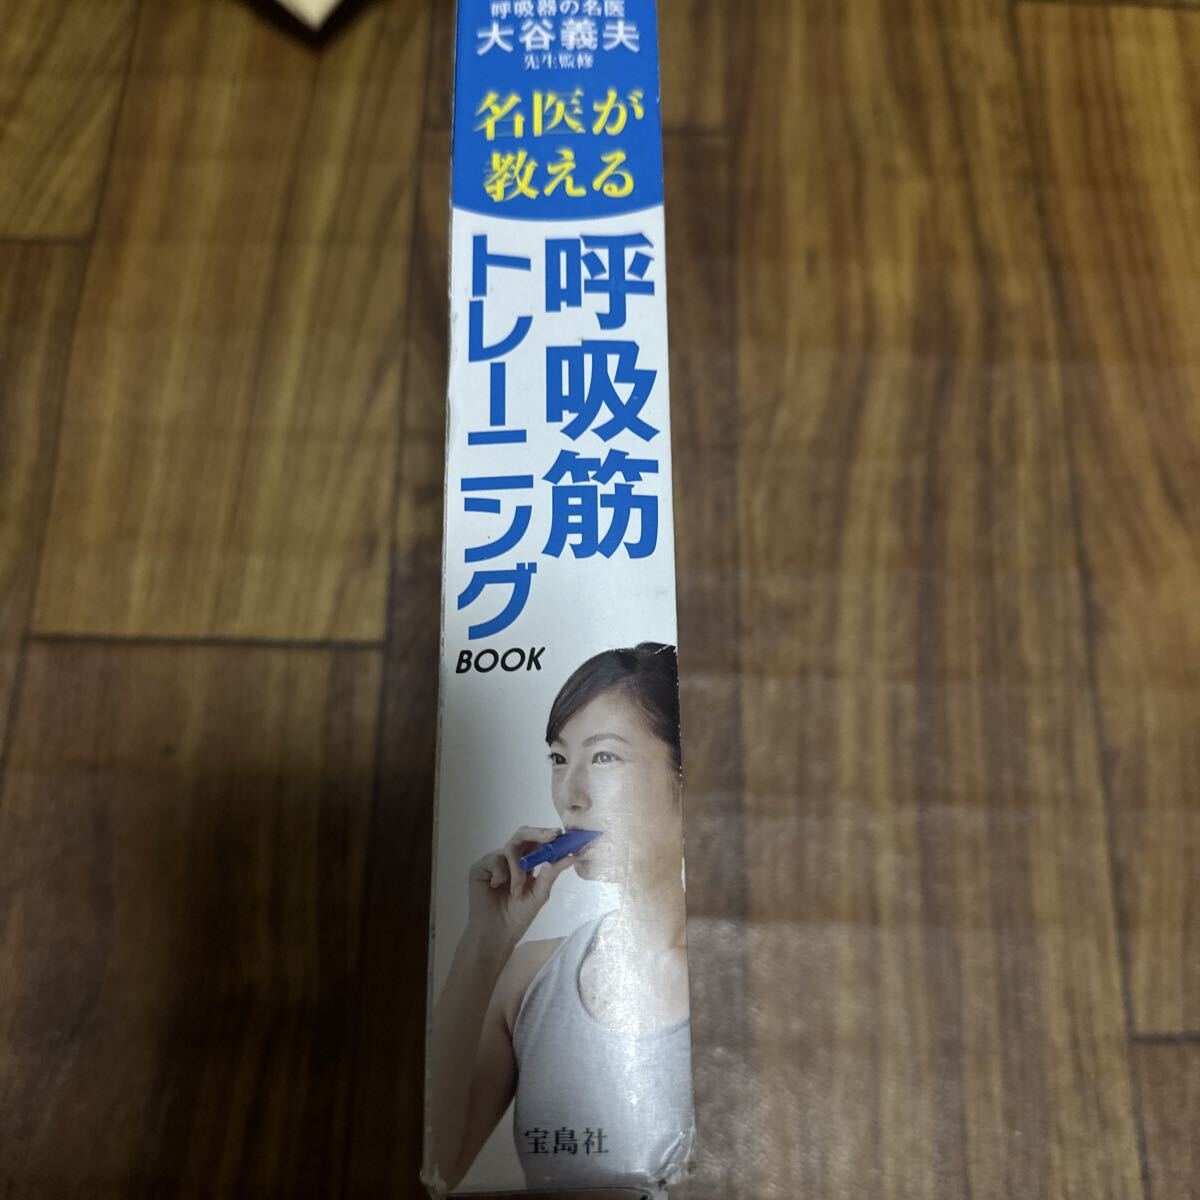 呼吸器の名医
大谷義夫
先生監修
名医が
教える
呼吸筋
トレーニング
BOOK
宝島社